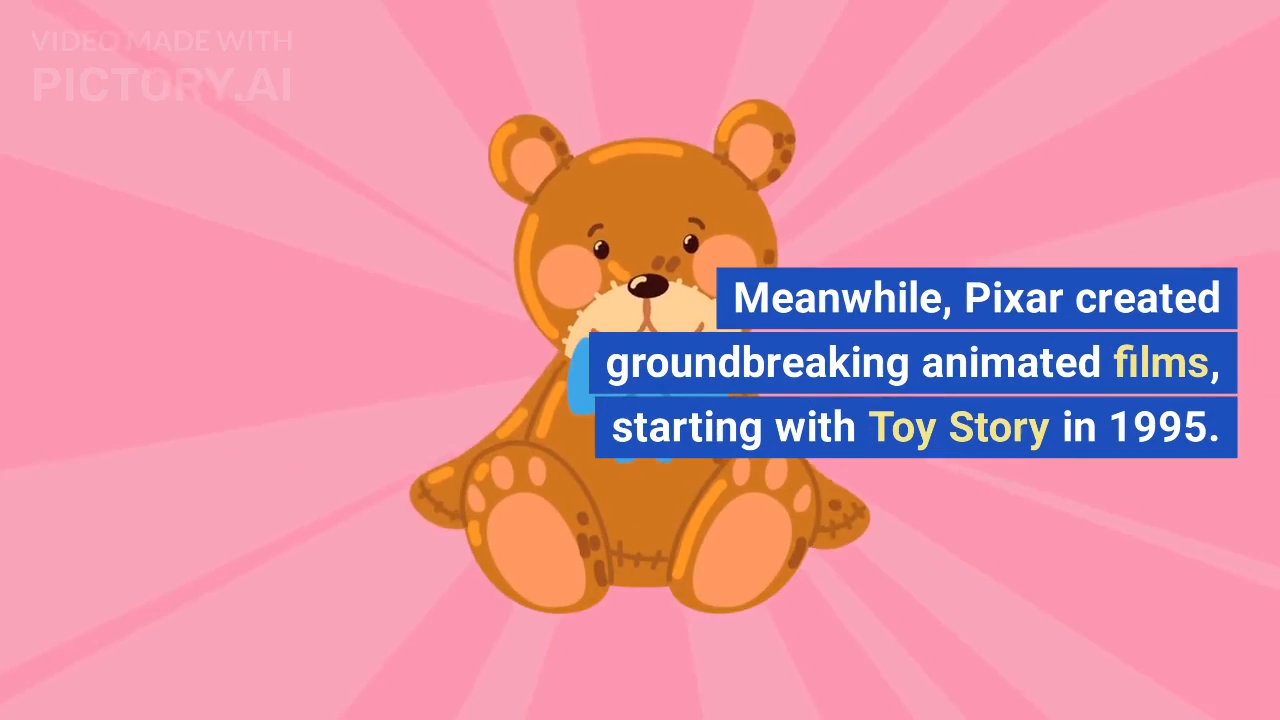 VIDEO MADE WITH
PICTORY.AI
Meanwhile, Pixar created
groundbreaking animated films,
starting with Toy Story in 1995.